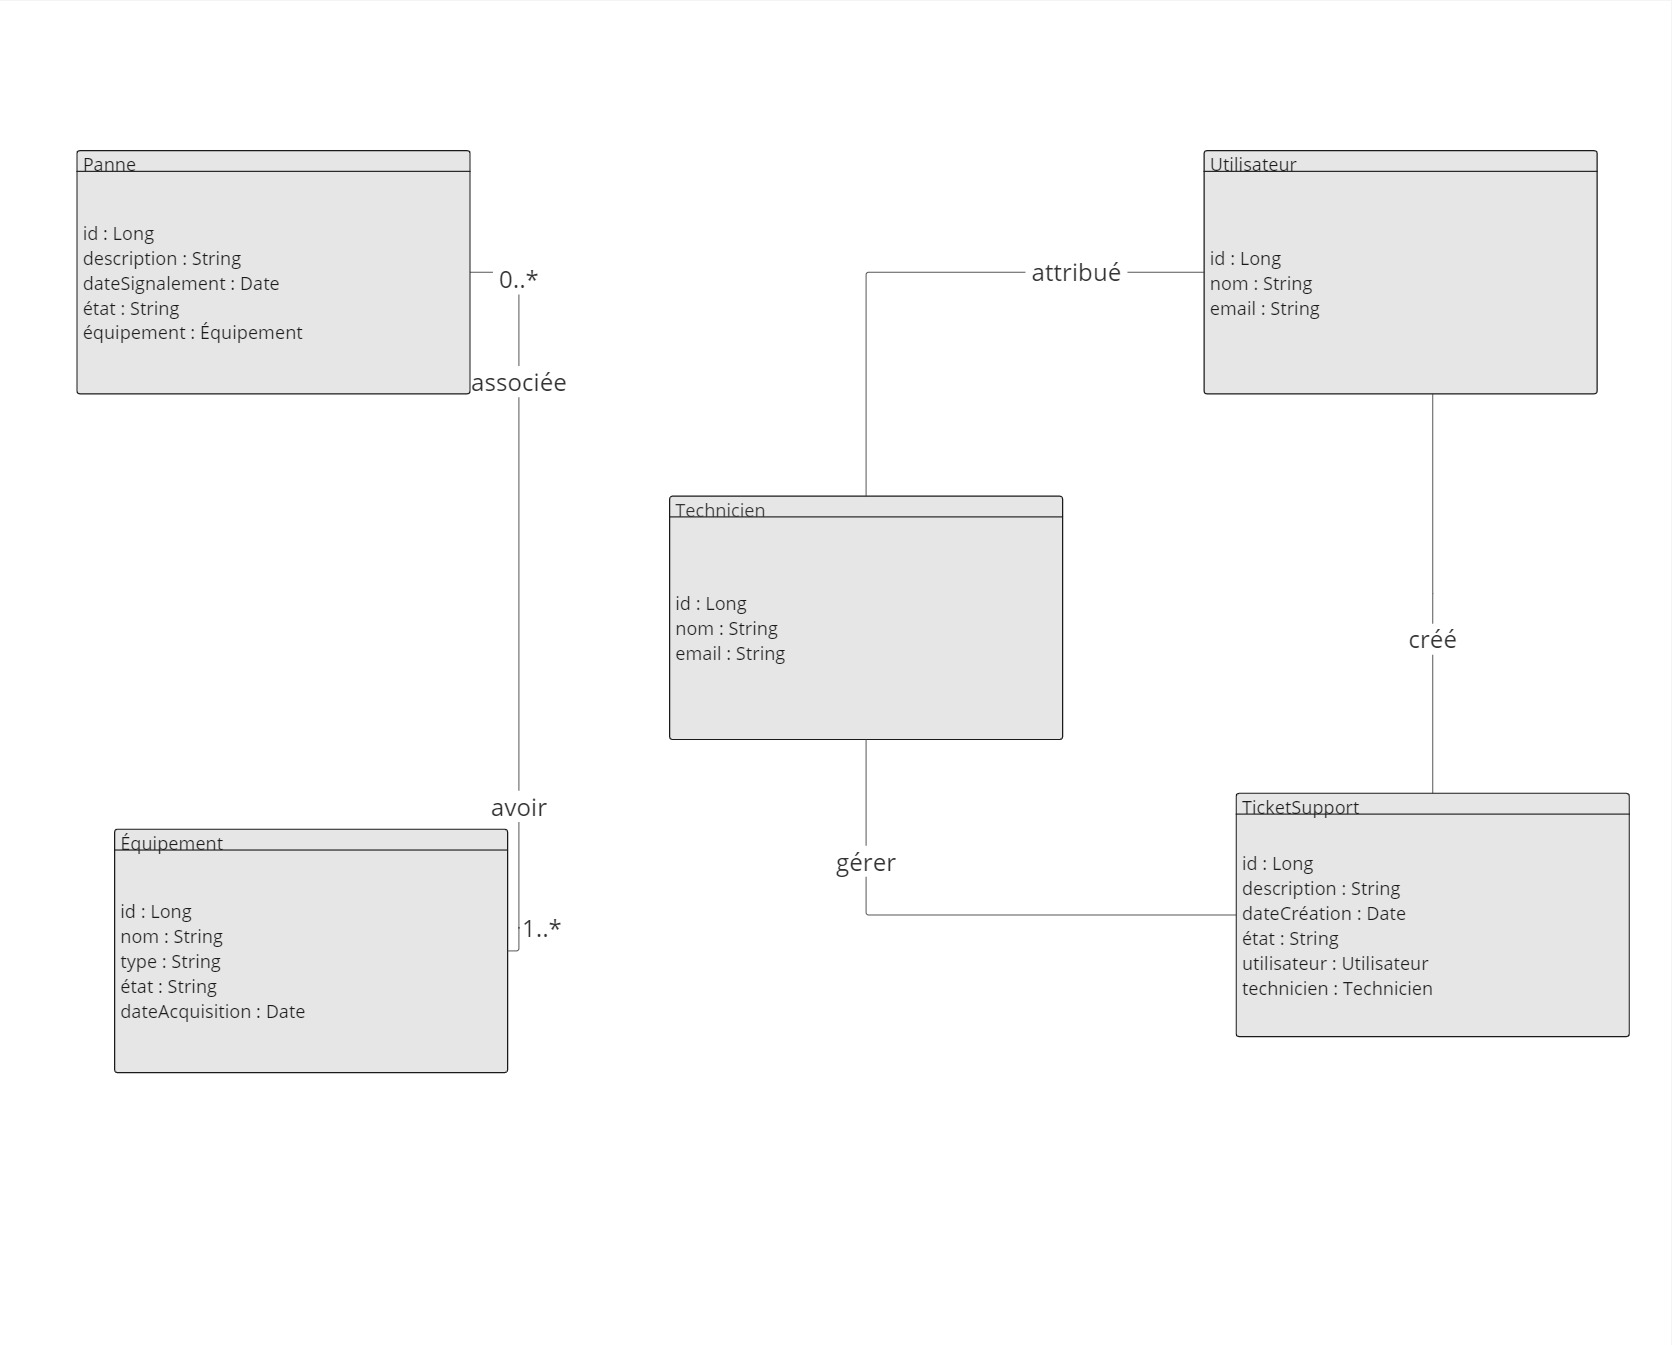 Panne
id : Long
description : String
dateSignalement : Date
état : String
équipement : Équipement
0..*
associée
avoir
1..*
Équipement
id : Long
nom : String
type : String
état : String
dateAcquisition : Date
Utilisateur
id : Long
nom : String
email : String
attribué
Technicien
id : Long
nom : String
email : String
gérer
créé
TicketSupport
id : Long
description : String
dateCréation : Date
état : String
utilisateur : Utilisateur
technicien : Technicien